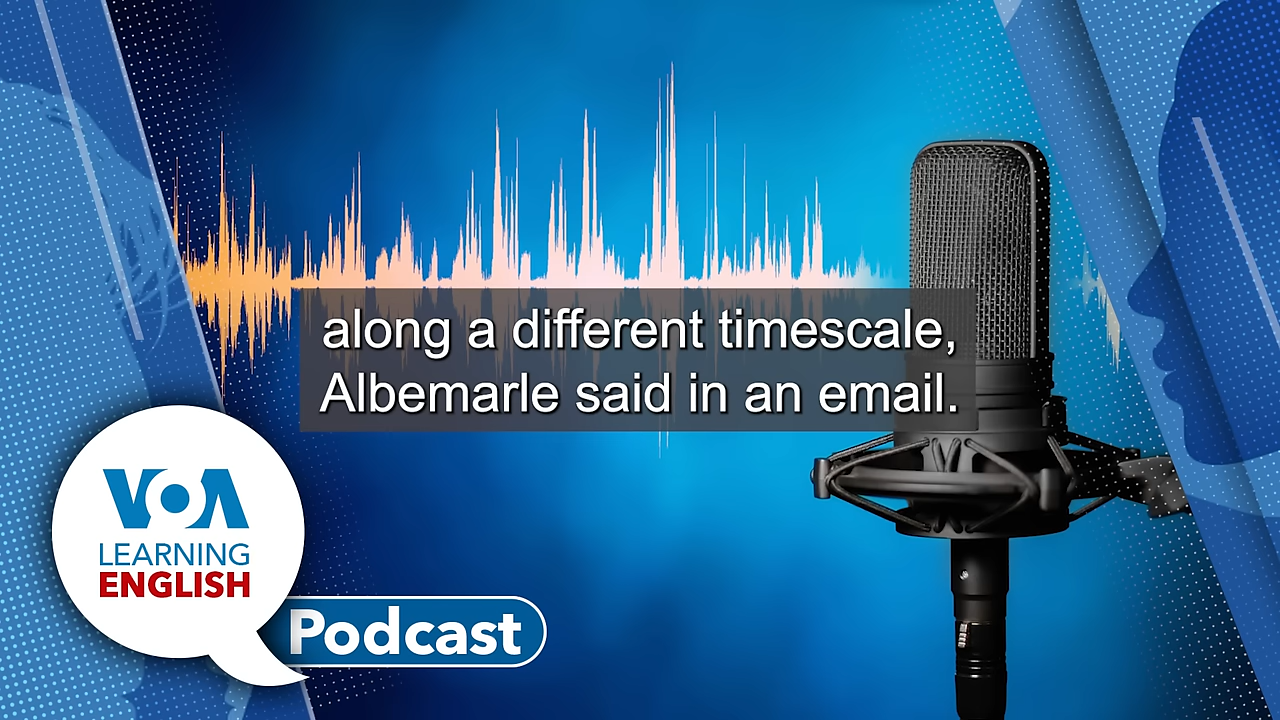 along a different timescale,
Albemarle said in an email.
VOA
LEARNING
ENGLISH
Podcast